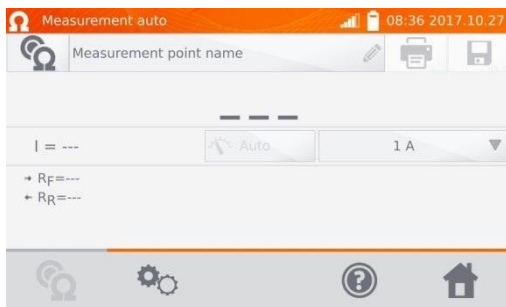 Ω Measurement auto 08:36 2017.10.27
Measurement point name
---
I = --- Auto 1 A
→ RF=---
← RR=---